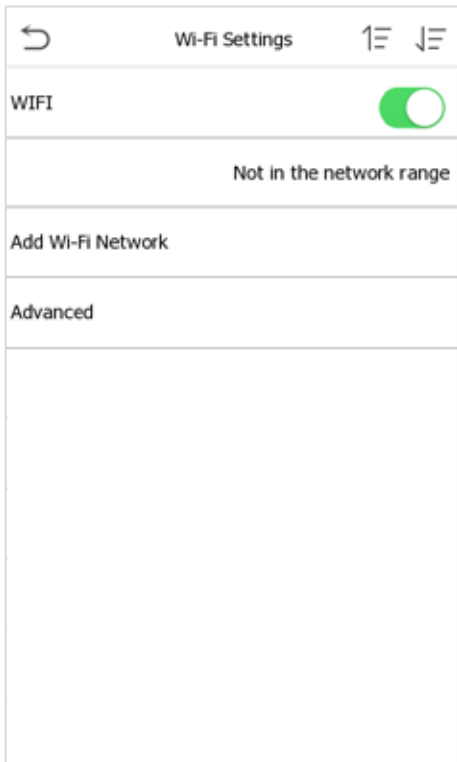 Wi-Fi Settings
WIFI
Not in the network range
Add Wi-Fi Network
Advanced